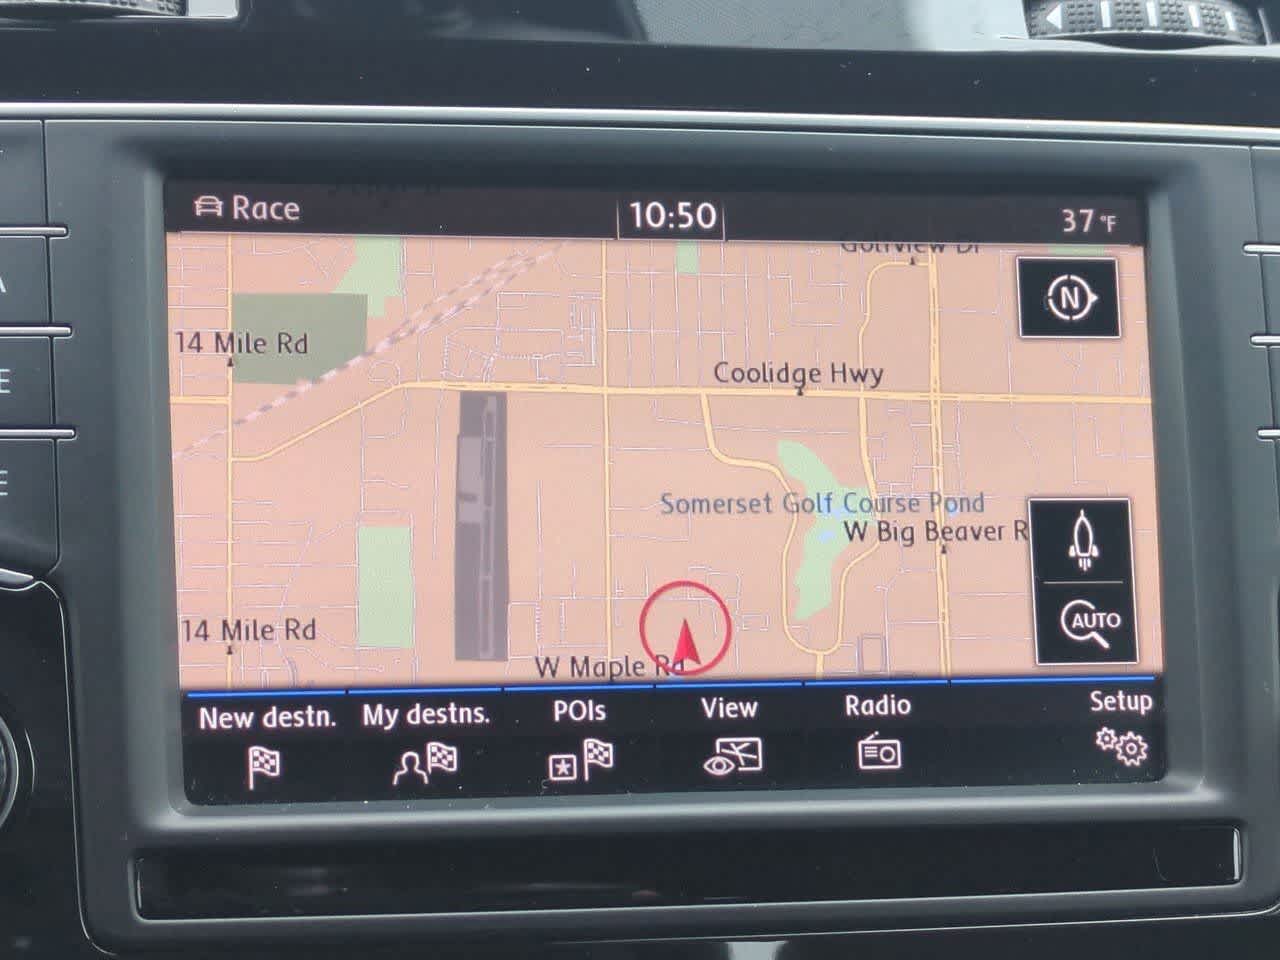 Race
10:50
37 °F
Golfview Dr
N
14 Mile Rd
Coolidge Hwy
Somerset Golf Course Pond
W Big Beaver R
AUTO
14 Mile Rd
W Maple Rd
New destn.
My destns.
POIs
View
Radio
Setup
A
E
E